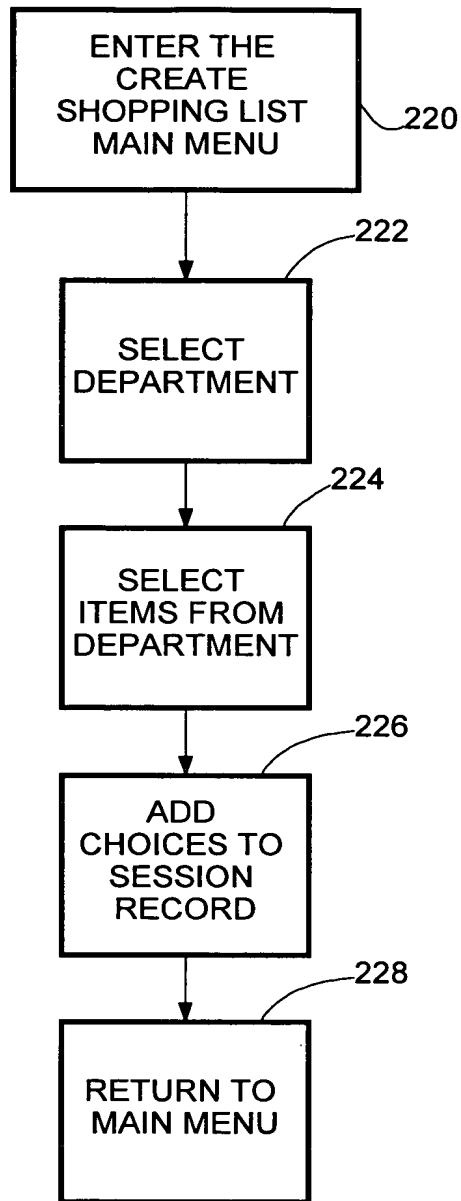 ENTER THE
CREATE
SHOPPING LIST
MAIN MENU
220
222
SELECT
DEPARTMENT
224
SELECT
ITEMS FROM
DEPARTMENT
226
ADD
CHOICES TO
SESSION
RECORD
228
RETURN TO
MAIN MENU